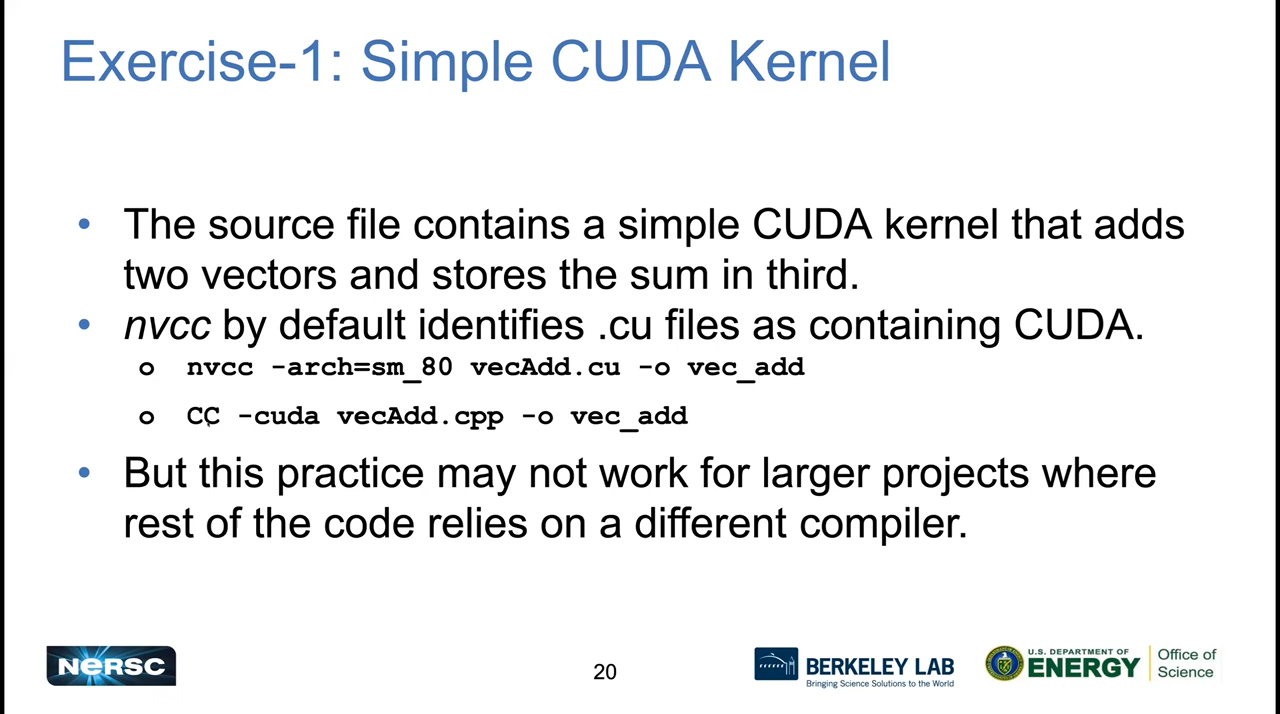 Exercise-1: Simple CUDA Kernel
• The source file contains a simple CUDA kernel that adds
two vectors and stores the sum in third.
• nvcc by default identifies .cu files as containing CUDA.
o nvcc -arch=sm_80 vecAdd.cu -o vec_add
o CC -cuda vecAdd.cpp -o vec_add
• But this practice may not work for larger projects where
rest of the code relies on a different compiler.
NERSC
20
BERKELEY LAB
Bringing Science Solutions to the World
U.S. DEPARTMENT OF
ENERGY
Office of
Science